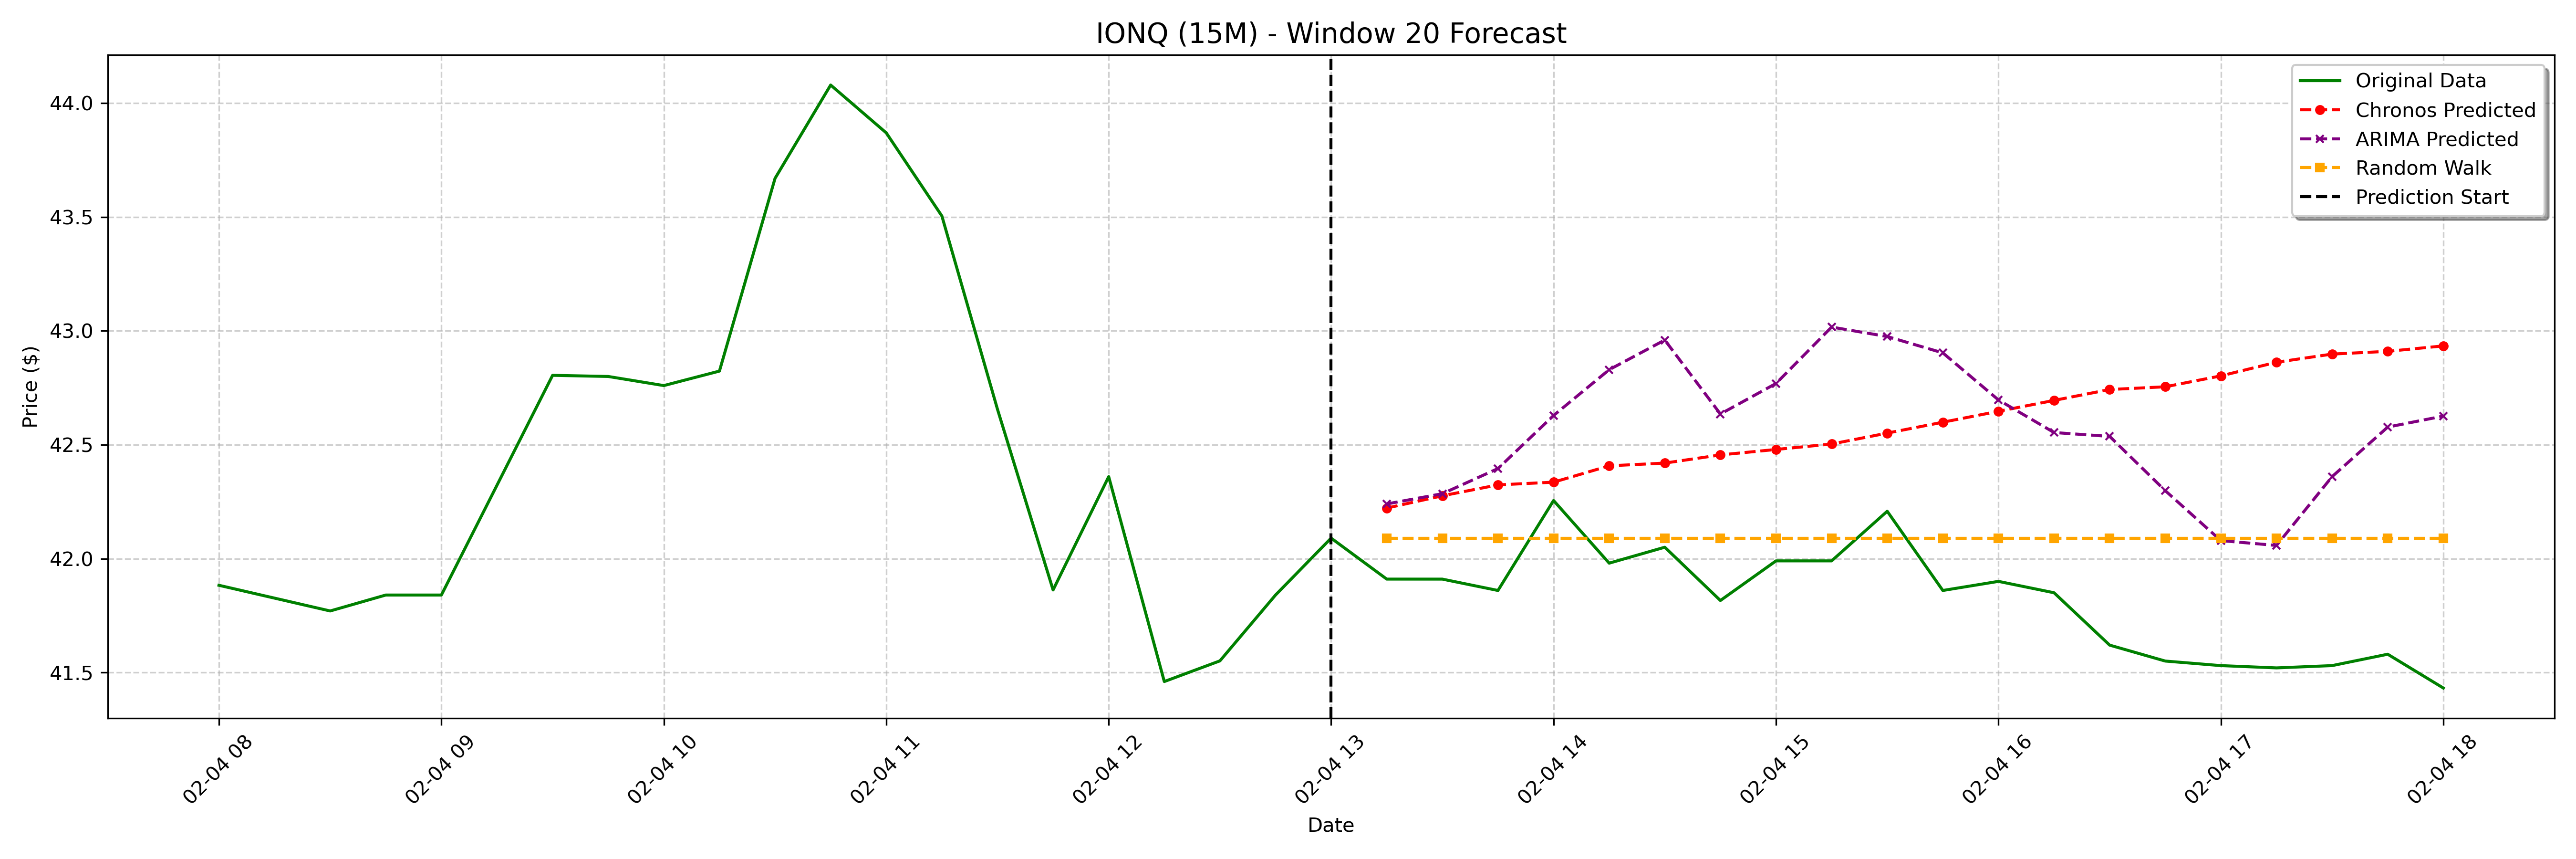 IONQ (15M) - Window 20 Forecast
Original Data
Chronos Predicted
ARIMA Predicted
Random Walk
Prediction Start
Price ($)
44.0
43.5
43.0
42.5
42.0
41.5
02-04 08
02-04 09
02-04 10
02-04 11
02-04 12
02-04 13
02-04 14
02-04 15
02-04 16
02-04 17
02-04 18
Date